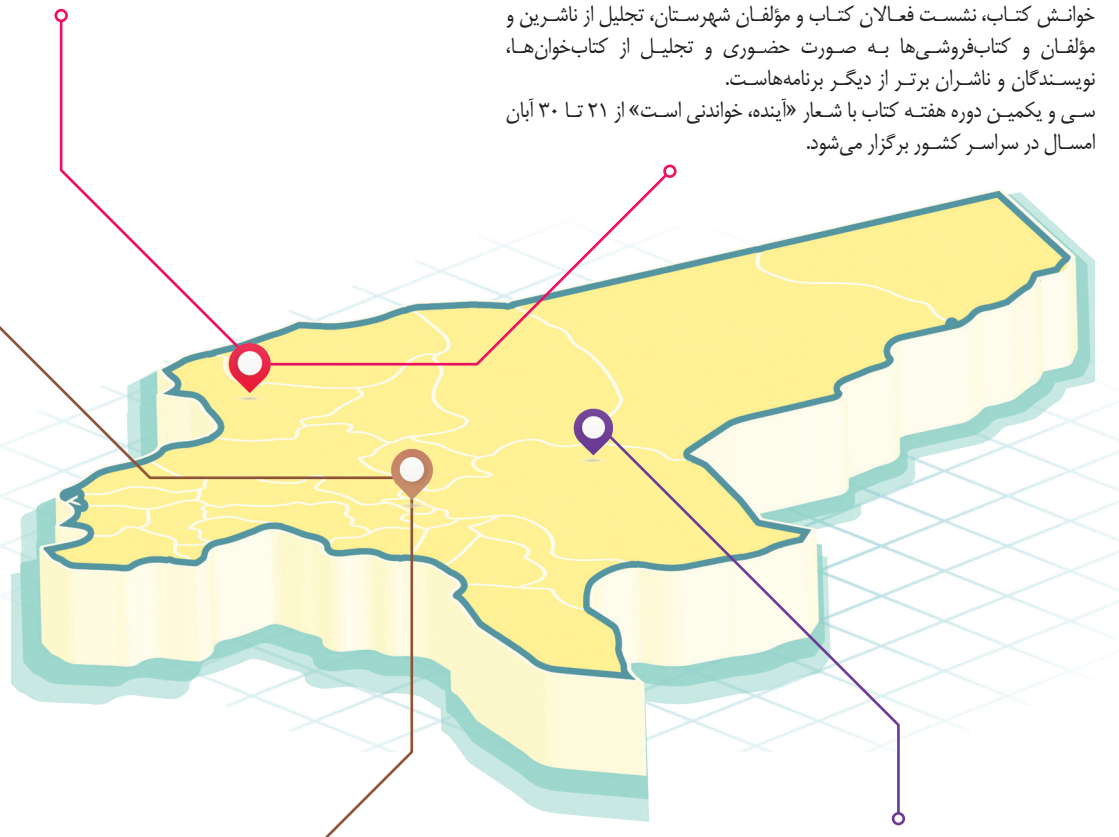 خوانش کتاب، نشست فعالان کتاب و مؤلفان شهرستان، تجلیل از ناشرین و
مؤلفان و کتاب‌فروشی‌ها به صورت حضوری و تجلیل از کتاب‌خوان‌ها،
نویسندگان و ناشران برتر از دیگر برنامه‌هاست.
سی و یکمین دوره هفته کتاب با شعار «آینده، خواندنی است» از ۲۱ تا ۳۰ آبان
امسال در سراسر کشور برگزار می‌شود.